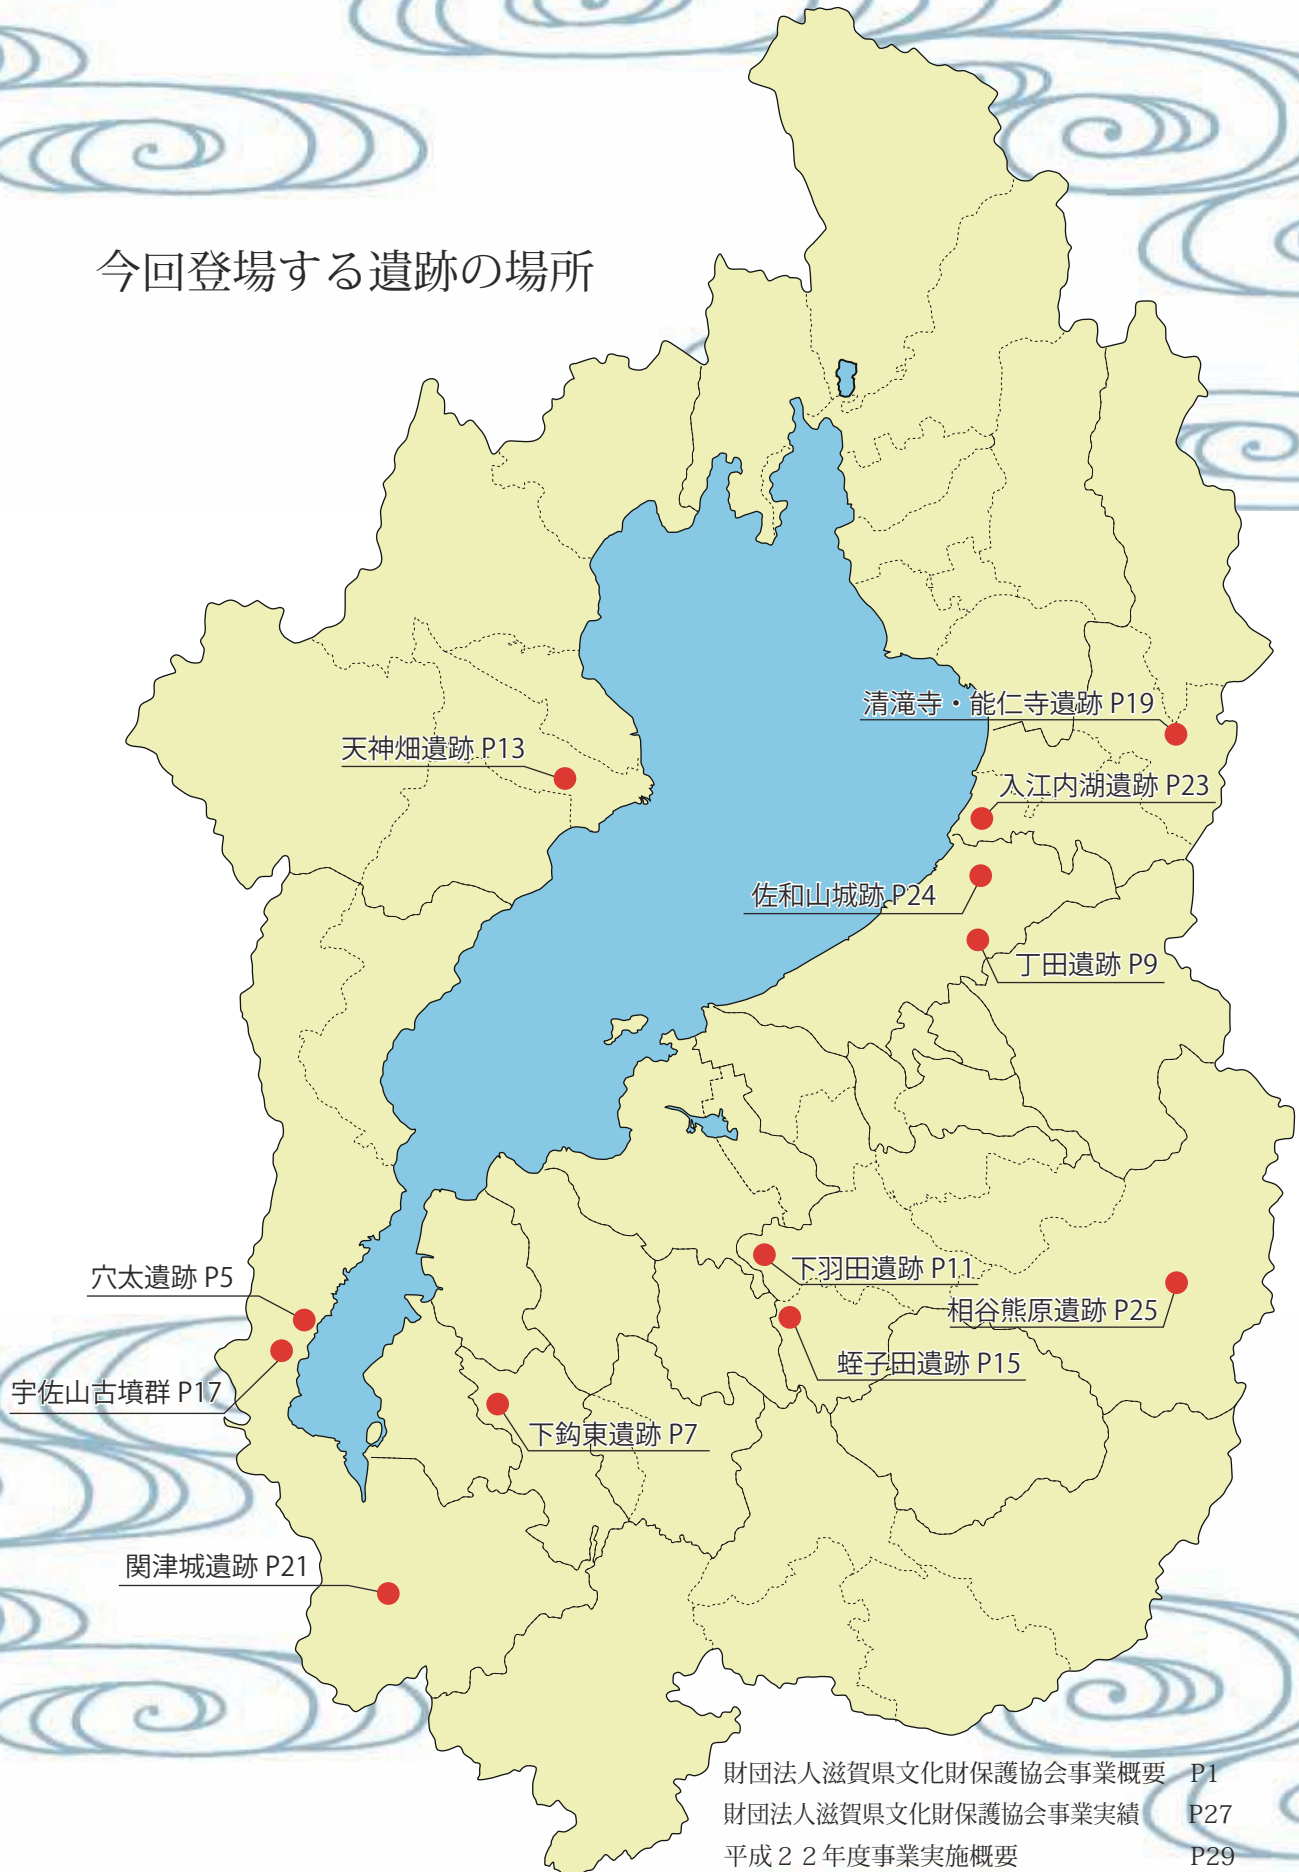 今回登場する遺跡の場所
清滝寺・能仁寺遺跡 P19
天神畑遺跡 P13
入江内湖遺跡 P23
佐和山城跡 P24
丁田遺跡 P9
下羽田遺跡 P11
穴太遺跡 P5
相谷熊原遺跡 P25
蛭子田遺跡 P15
宇佐山古墳群 P17
下鈎東遺跡 P7
関津城遺跡 P21
財団法人滋賀県文化財保護協会事業概要 P1
財団法人滋賀県文化財保護協会事業実績 P27
平成２２年度事業実施概要 P29